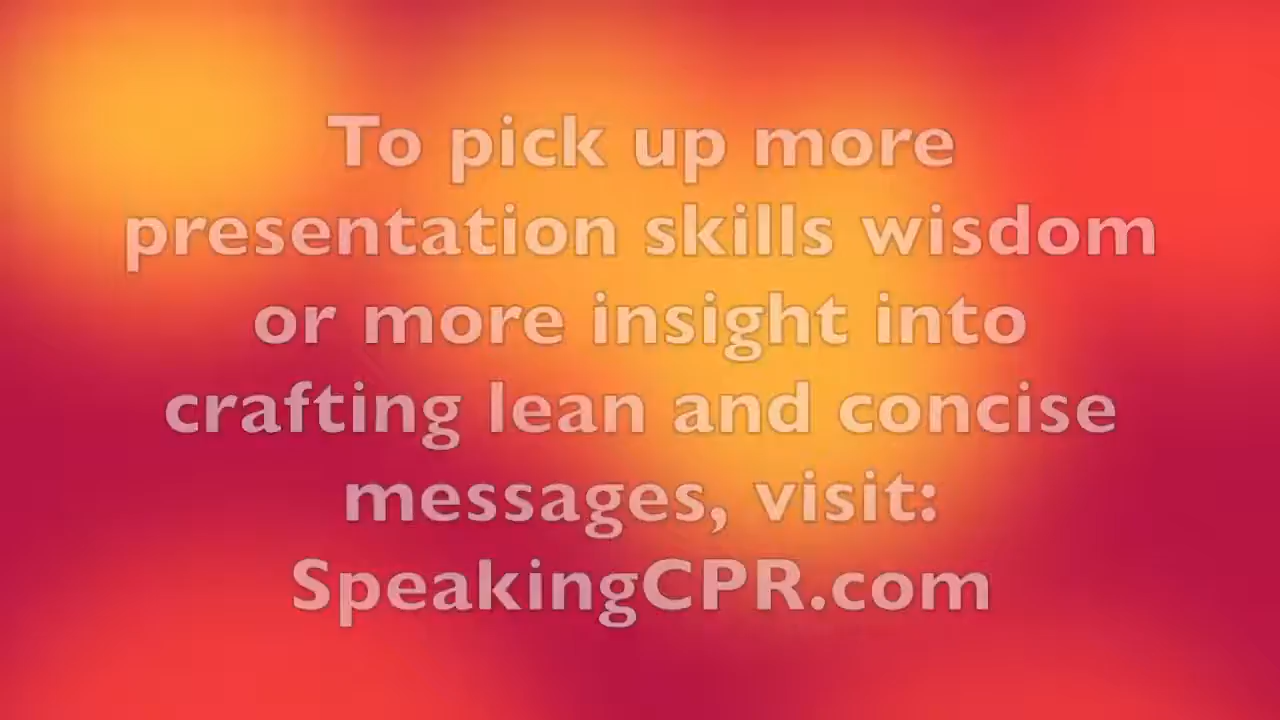 To pick up more
presentation skills wisdom
or more insight into
crafting lean and concise
messages, visit:
SpeakingCPR.com